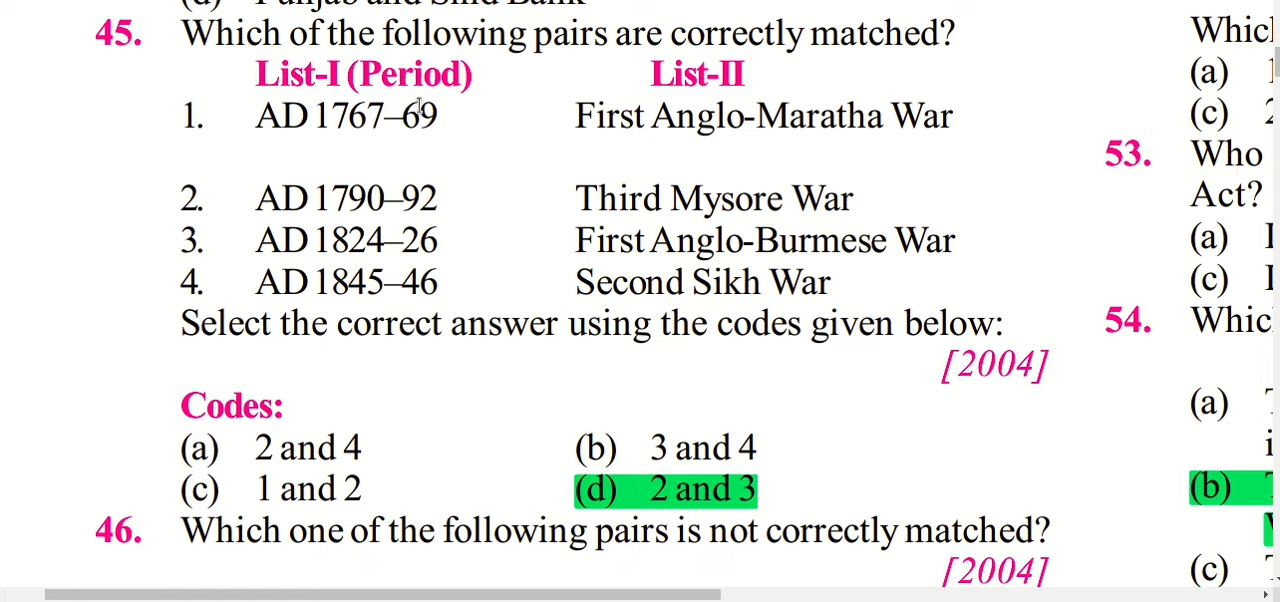 45. Which of the following pairs are correctly matched?
List-I (Period) List-II
1. AD 1767–69 First Anglo-Maratha War
2. AD 1790–92 Third Mysore War
3. AD 1824–26 First Anglo-Burmese War
4. AD 1845–46 Second Sikh War
Select the correct answer using the codes given below:
[2004]
Codes:
(a) 2 and 4 (b) 3 and 4
(c) 1 and 2 (d) 2 and 3
46. Which one of the following pairs is not correctly matched?
[2004]
(a)
(c)
53. Who
Act?
(a)
(c)
54.
(a)
(b)
(c)